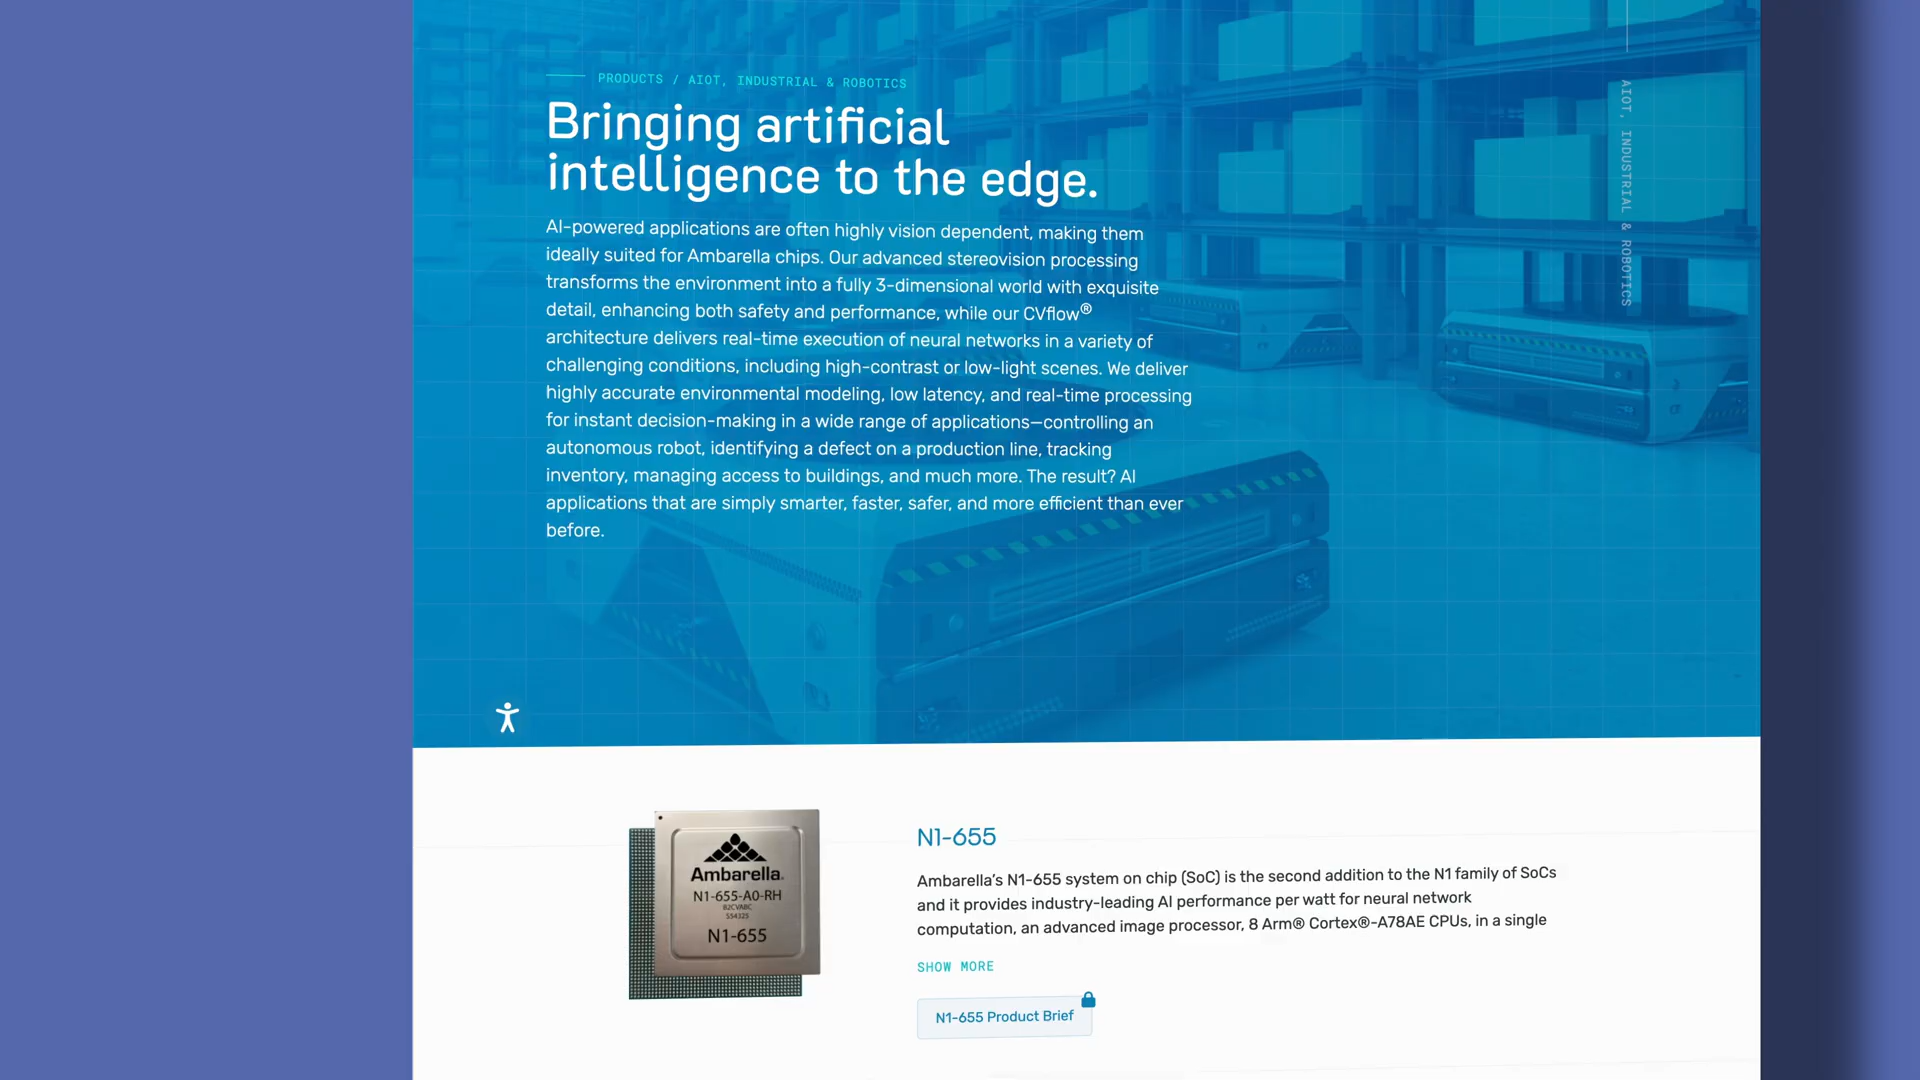 PRODUCTS / AIOT, INDUSTRIAL & ROBOTICS
Bringing artificial
intelligence to the edge.
AI-powered applications are often highly vision dependent, making them
ideally suited for Ambarella chips. Our advanced stereovision processing
transforms the environment into a fully 3-dimensional world with exquisite
detail, enhancing both safety and performance, while our CVflow®
architecture delivers real-time execution of neural networks in a variety of
challenging conditions, including high-contrast or low-light scenes. We deliver
highly accurate environmental modeling, low latency, and real-time processing
for instant decision-making in a wide range of applications—controlling an
autonomous robot, identifying a defect on a production line, tracking
inventory, managing access to buildings, and much more. The result? AI
applications that are simply smarter, faster, safer, and more efficient than ever
before.
AIOT, INDUSTRIAL & ROBOTICS
Ambarella.
N1-655-A0-RH
N1-655
N1-655
Ambarella's N1-655 system on chip (SoC) is the second addition to the N1 family of SoCs
and it provides industry-leading AI performance per watt for neural network
computation, an advanced image processor, 8 Arm® Cortex®-A78AE CPUs, in a single
SHOW MORE
N1-655 Product Brief